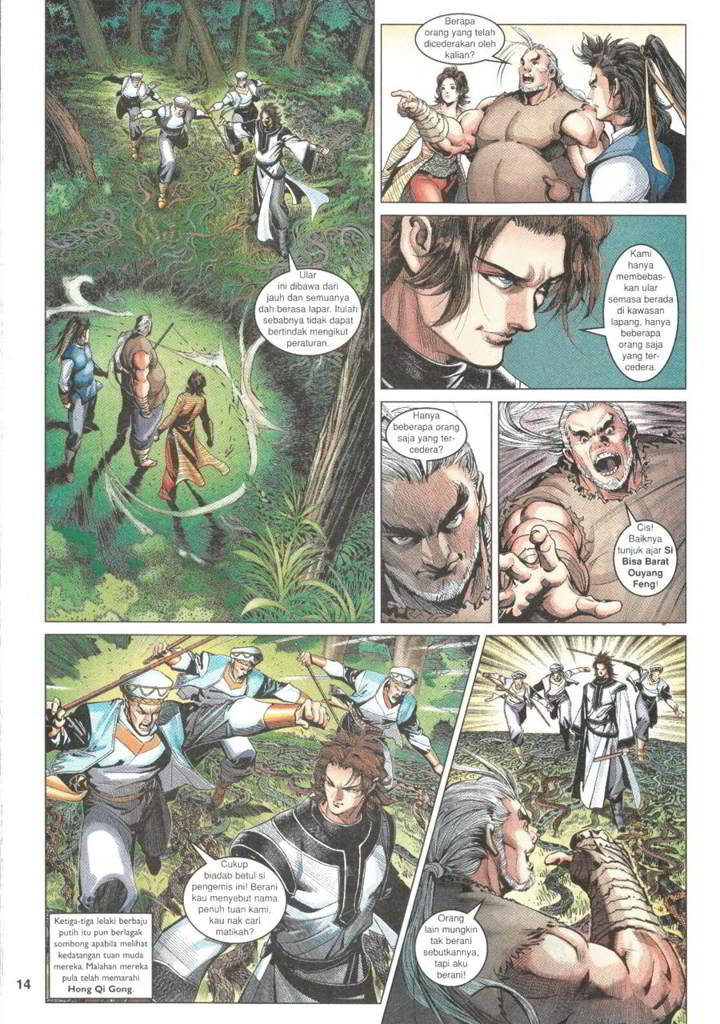 Ular
ini dibawa dari
jauh dan semuanya
dah berasa lapar. Itulah
sebabnya tidak dapat
bertindak mengikut
peraturan.
Berapa
orang yang telah
dicederakan oleh
kalian?
Kami
hanya
membebas-
kan ular
semasa berada
di kawasan
lapang, hanya
beberapa
orang saja
yang ter-
cedera.
Hanya
beberapa orang
saja yang ter-
cedera?
Cis!
Baiknya
tunjuk ajar Si
Bisa Barat
Ouyang
Feng!
Cukup
biadab betul si
pengemis ini! Berani
kau menyebut nama
penuh tuan kami,
kau nak cari
matikah?
Ketiga-tiga lelaki berbaju
putih itu pun berlagak
sombong apabila melihat
kedatangan tuan muda
mereka. Malahan mereka
pula telah memarahi
Hong Qi Gong.
Orang
lain mungkin
tak berani
sebutkannya,
tapi aku
berani!
14